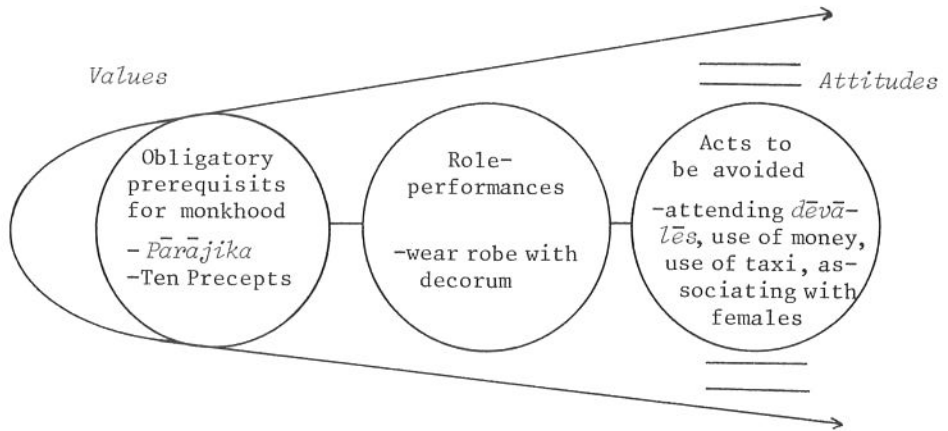 Values
Attitudes
Obligatory
prerequisits
for monkhood
- Pārājika
-Ten Precepts
Role-
performances
-wear robe with
decorum
Acts to
be avoided
-attending dēvā-
lēs, use of money,
use of taxi, as-
sociating with
females